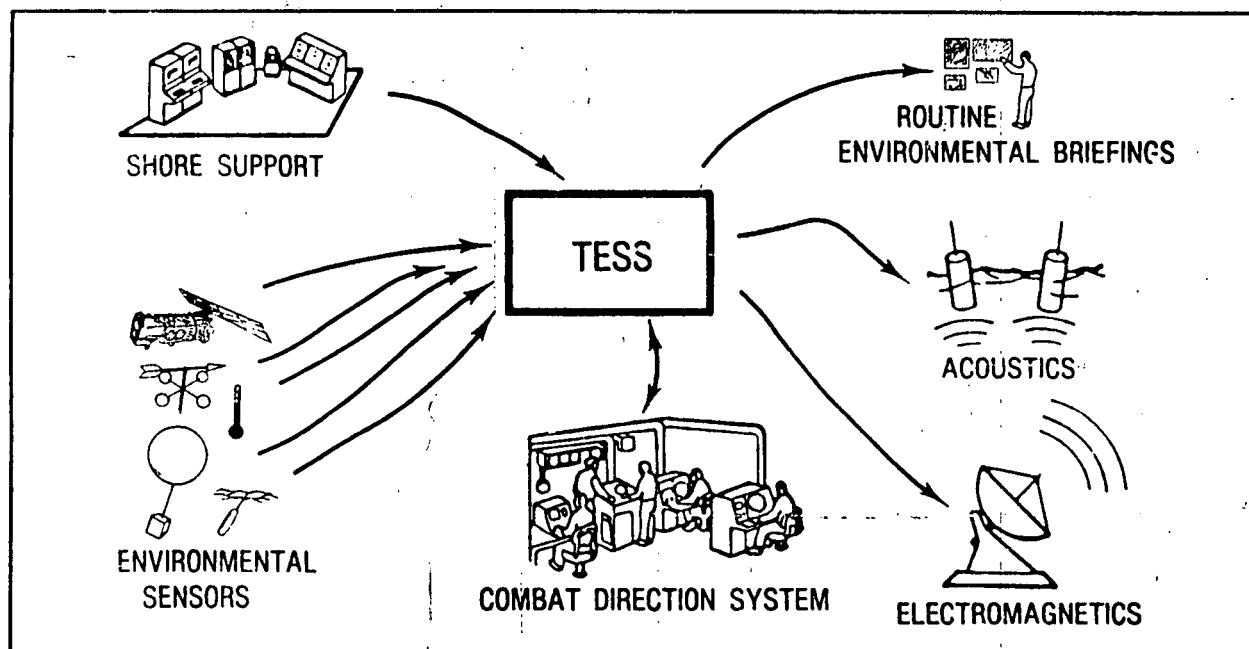 SHORE SUPPORT
ROUTINE
ENVIRONMENTAL BRIEFINGS
TESS
ACOUSTICS
ENVIRONMENTAL
SENSORS
COMBAT DIRECTION SYSTEM
ELECTROMAGNETICS